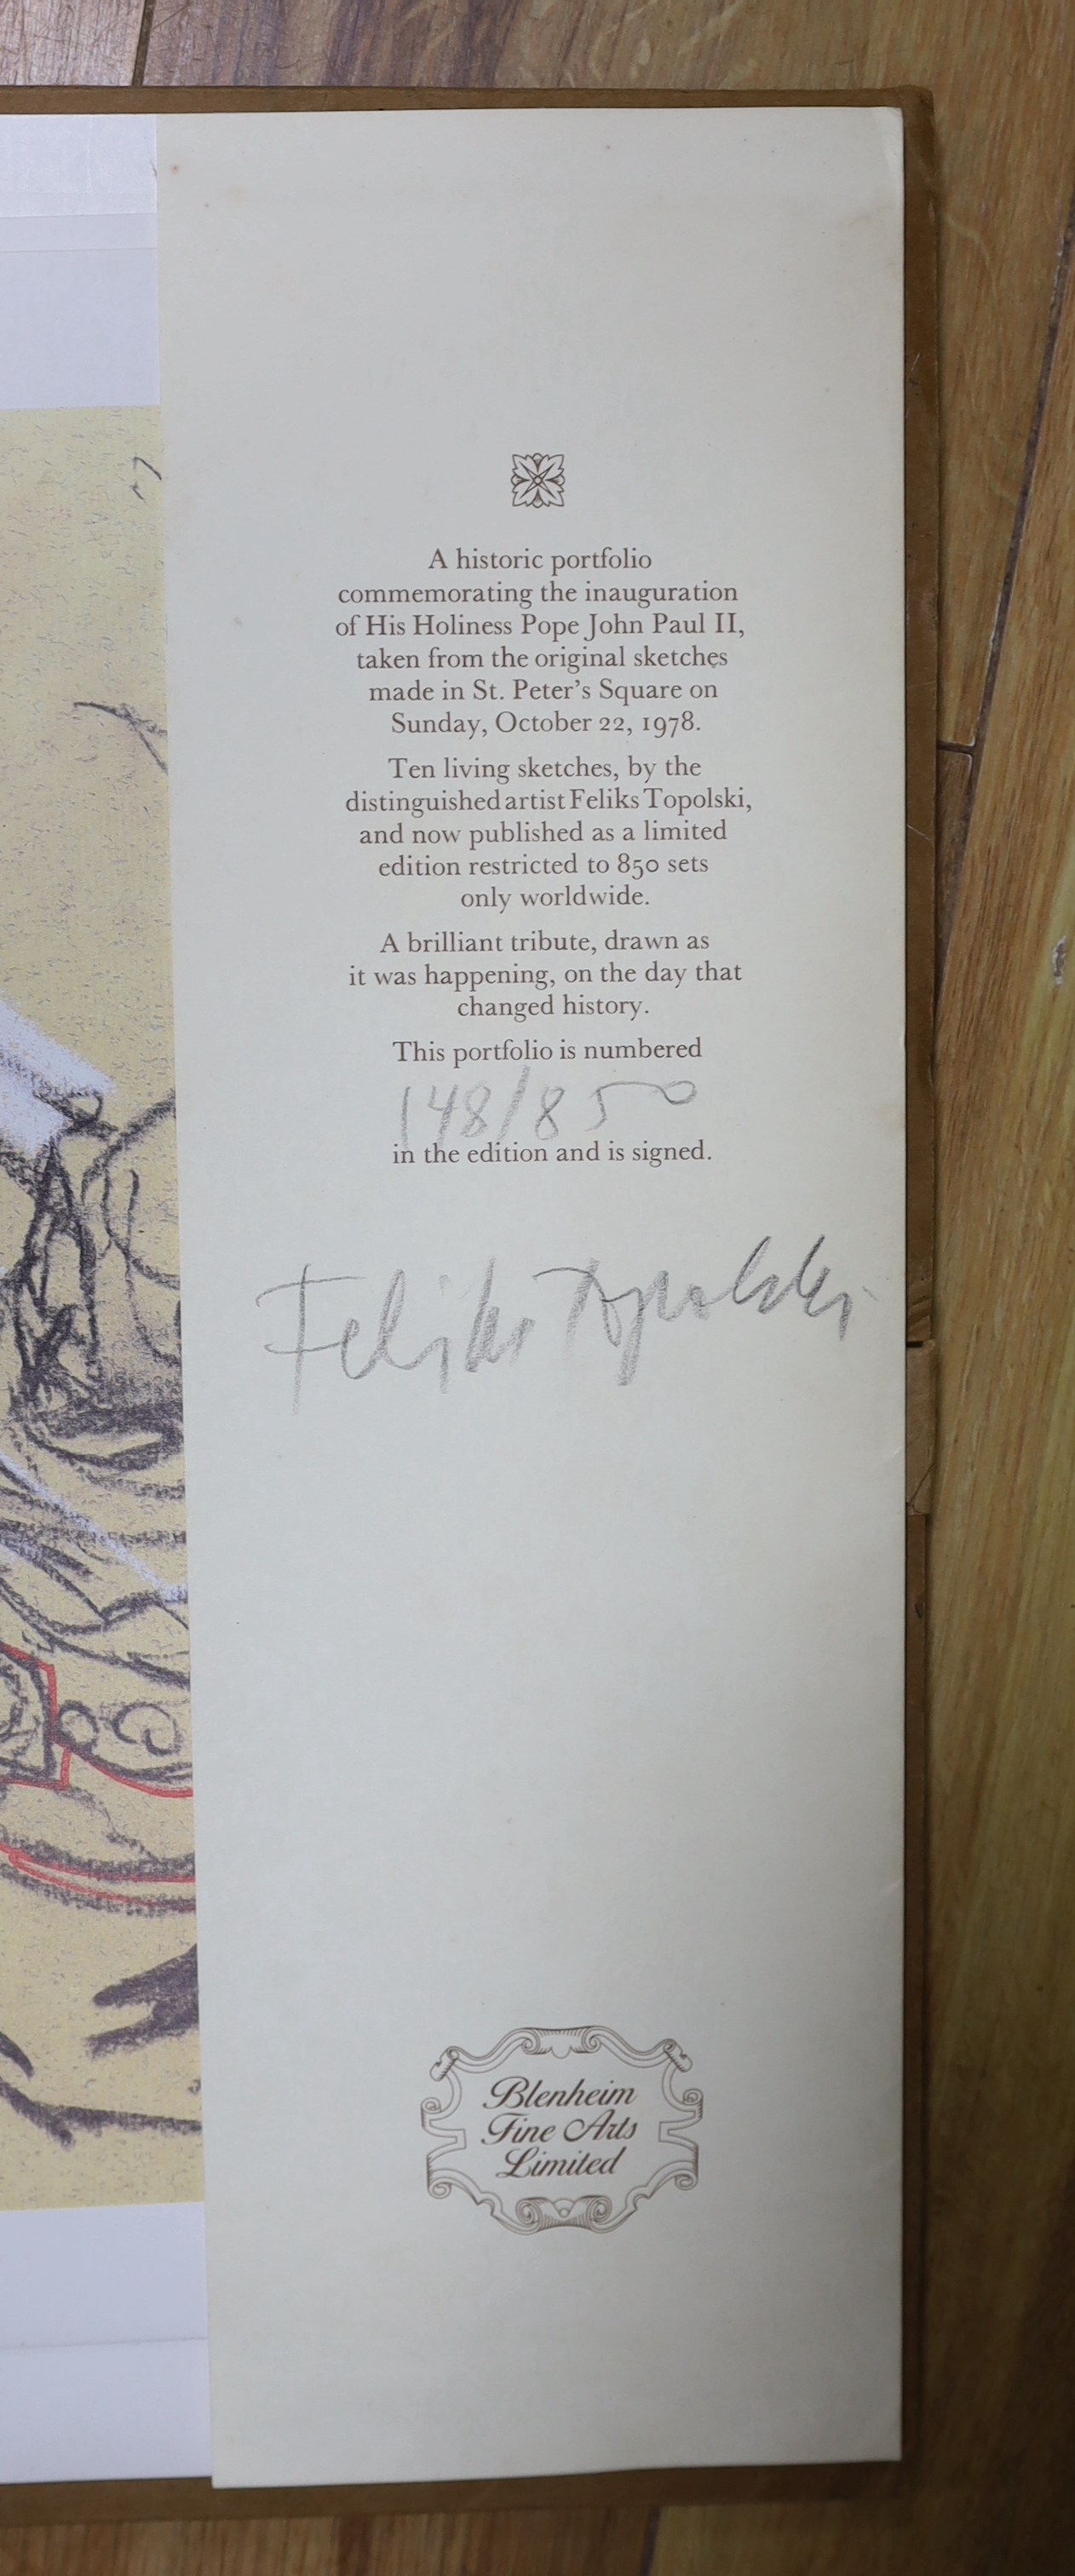 A historic portfolio
commemorating the inauguration
of His Holiness Pope John Paul II,
taken from the original sketches
made in St. Peter's Square on
Sunday, October 22, 1978.
Ten living sketches, by the
distinguished artist Feliks Topolski,
and now published as a limited
edition restricted to 850 sets
only worldwide.
A brilliant tribute, drawn as
it was happening, on the day that
changed history.
This portfolio is numbered
148/850
in the edition and is signed.
Feliks Topolski
Blenheim
Fine Arts
Limited